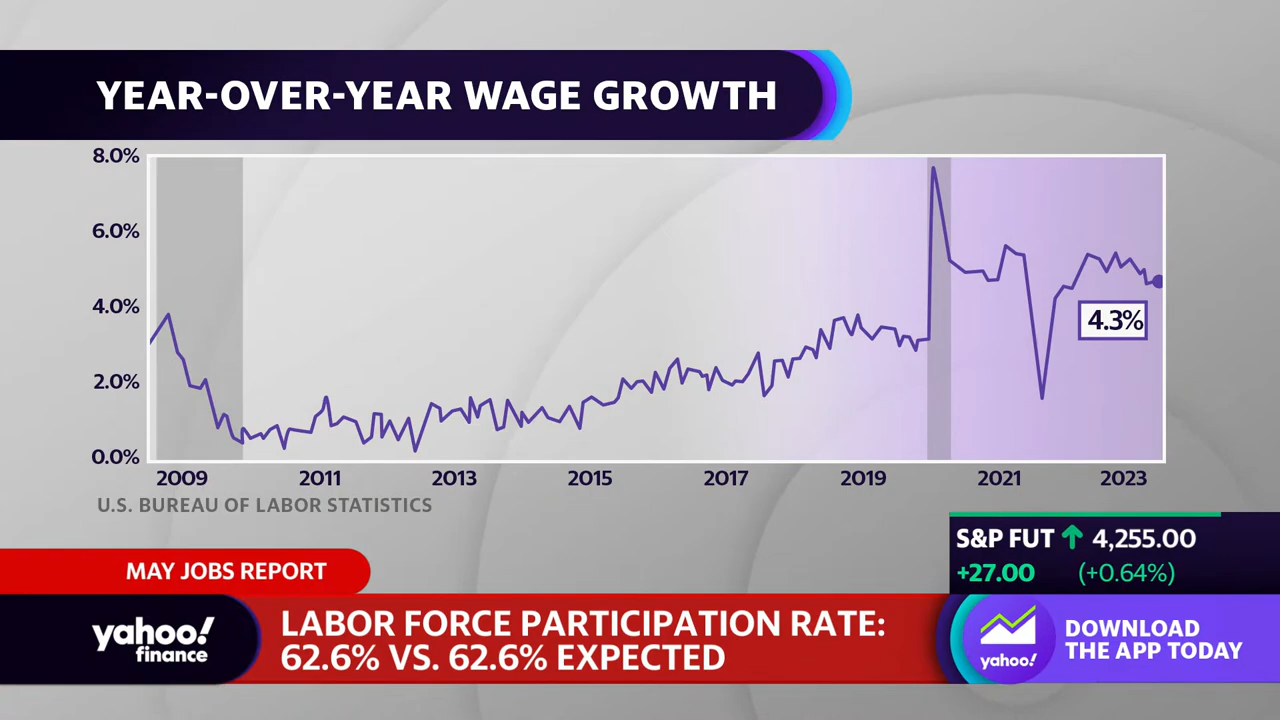 YEAR-OVER-YEAR WAGE GROWTH
8.0%
6.0%
4.0%
2.0%
0.0%
4.3%
2009 2011 2013 2015 2017 2019 2021 2023
U.S. BUREAU OF LABOR STATISTICS
S&P FUT 4,255.00
+27.00 (+0.64%)
MAY JOBS REPORT
yahoo!
finance
LABOR FORCE PARTICIPATION RATE:
62.6% VS. 62.6% EXPECTED
yahoo!
DOWNLOAD
THE APP TODAY